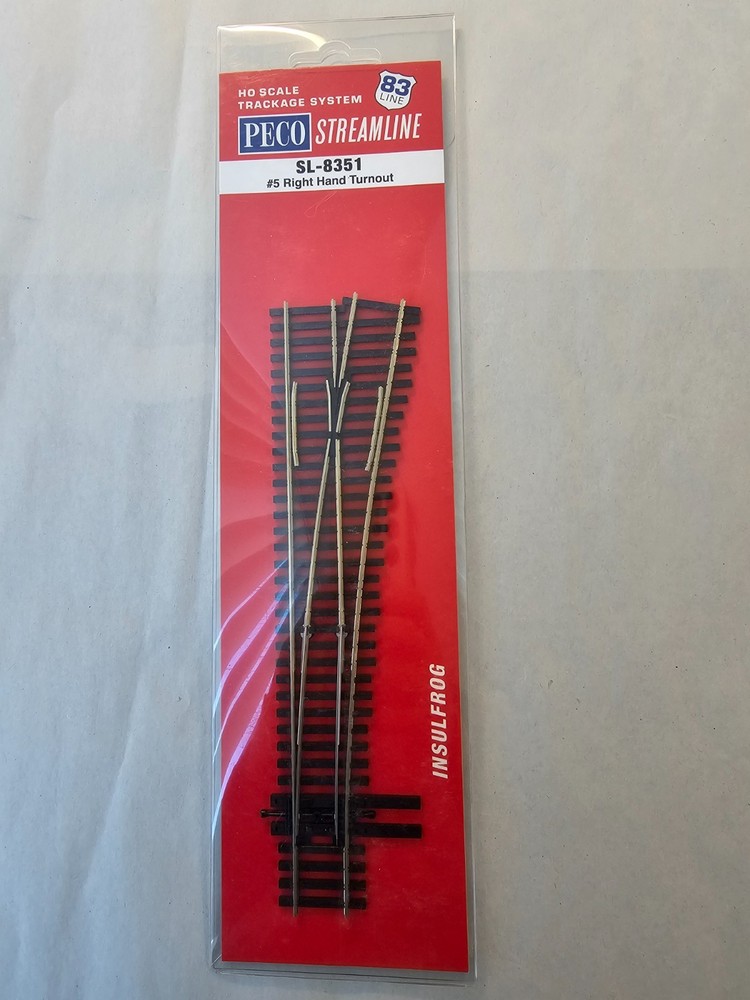 HO SCALE
TRACKAGE SYSTEM
83
LINE
PECO STREAMLINE
SL-8351
#5 Right Hand Turnout
INSULFROG